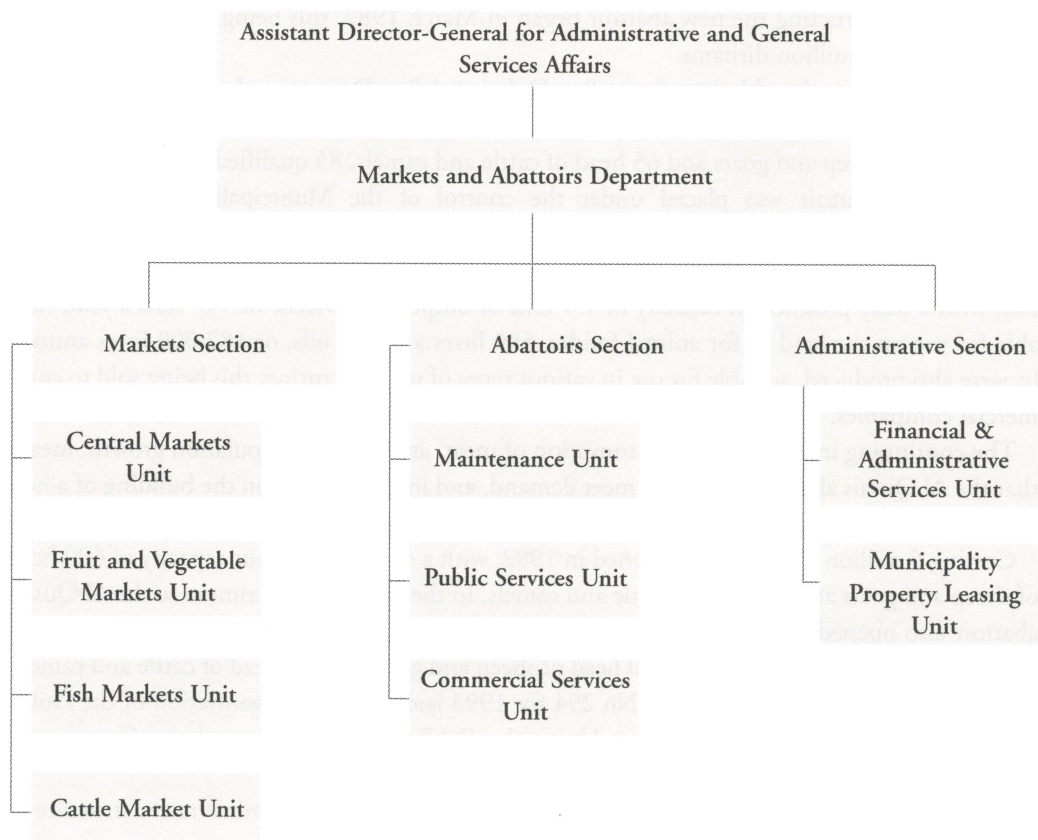 Assistant Director-General for Administrative and General
Services Affairs
Markets and Abattoirs Department
Markets Section
Central Markets
Unit
Fruit and Vegetable
Markets Unit
Fish Markets Unit
Cattle Market Unit
Abattoirs Section
Maintenance Unit
Public Services Unit
Commercial Services
Unit
Administrative Section
Financial &
Administrative
Services Unit
Municipality
Property Leasing
Unit